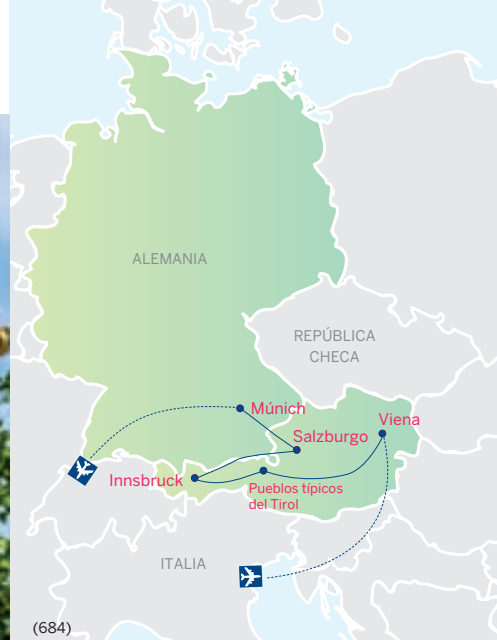 ALEMANIA
REPÚBLICA
CHECA
Múnich
Viena
Salzburgo
Innsbruck
Pueblos típicos
del Tirol
ITALIA
(684)